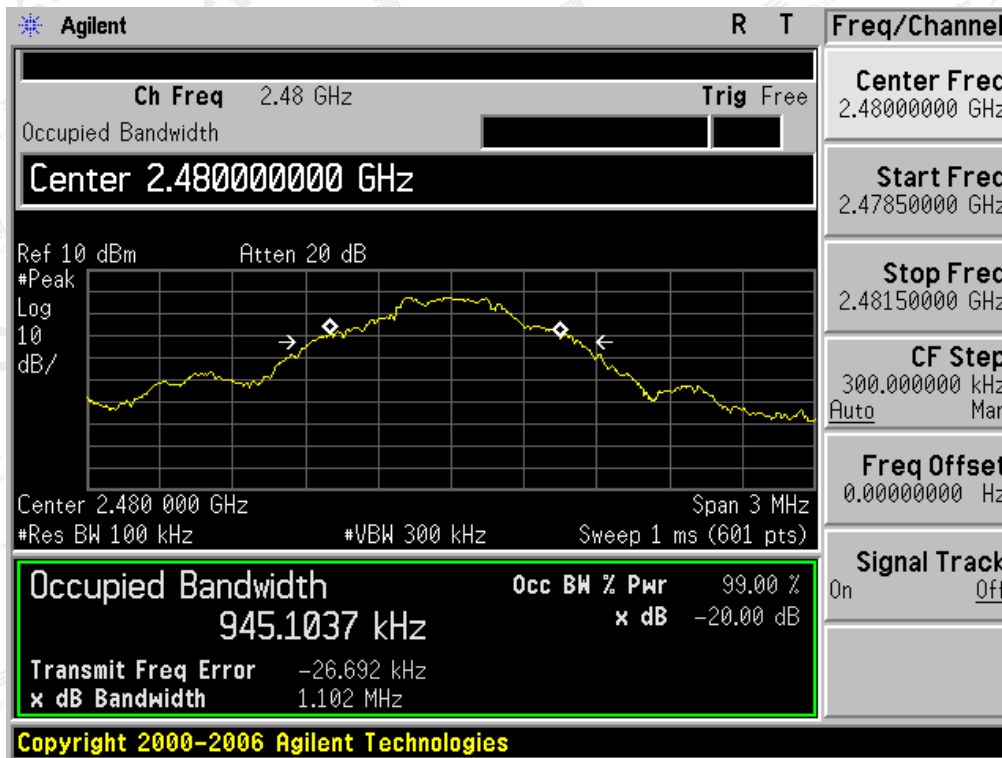 Agilent R T
Ch Freq 2.48 GHz Trig Free
Occupied Bandwidth
Center 2.480000000 GHz
Ref 10 dBm Atten 20 dB
#Peak
Log
10
dB/
Center 2.480 000 GHz Span 3 MHz
#Res BW 100 kHz #VBW 300 kHz Sweep 1 ms (601 pts)
Occupied Bandwidth Occ BW % Pwr 99.00 %
945.1037 kHz x dB -20.00 dB
Transmit Freq Error -26.692 kHz
x dB Bandwidth 1.102 MHz
Copyright 2000-2006 Agilent Technologies
Freq/Channel
Center Freq
2.48000000 GHz
Start Freq
2.47850000 GHz
Stop Freq
2.48150000 GHz
CF Step
300.000000 kHz
Auto Man
Freq Offset
0.00000000 Hz
Signal Track
On Off